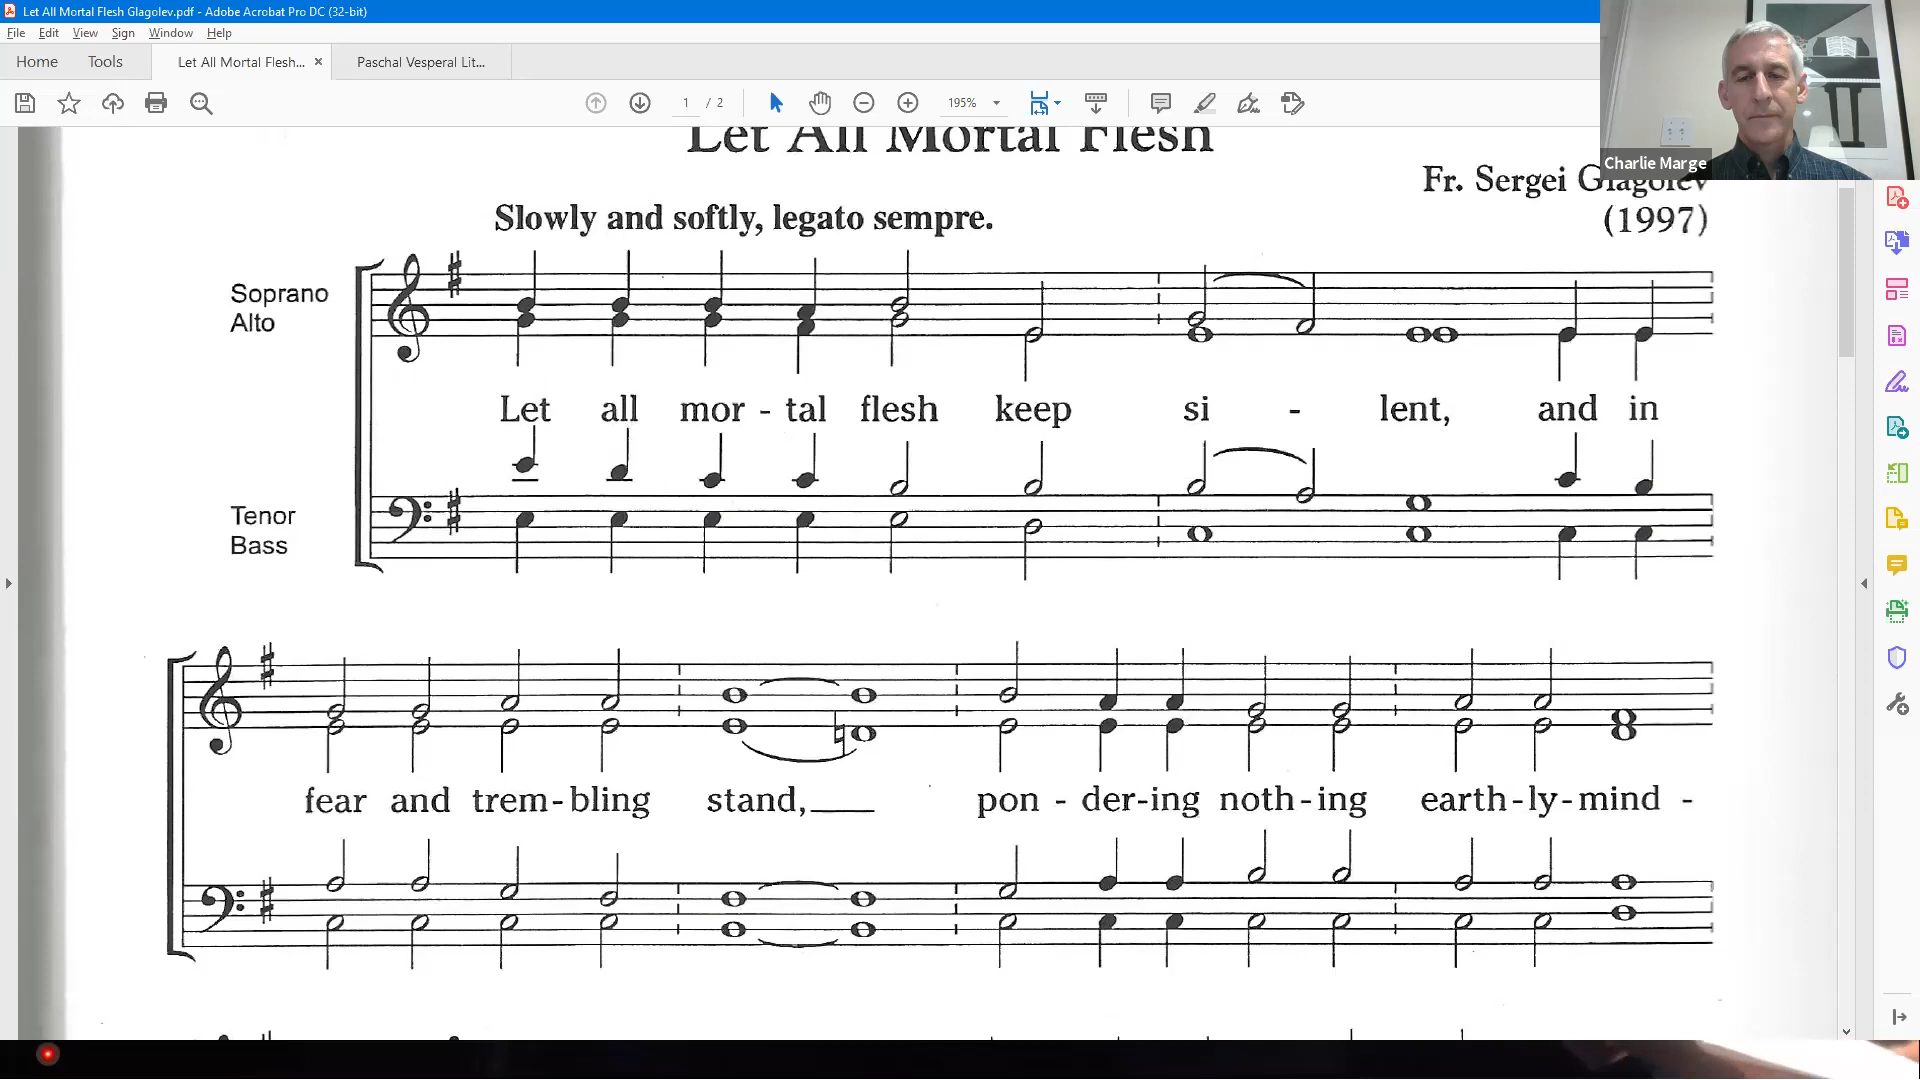 Let All Mortal Flesh Glagolev.pdf - Adobe Acrobat Pro DC (32-bit)
File Edit View Sign Window Help
Home Tools Let All Mortal Flesh... × Paschal Vesperal Lit...
1 / 2 195%
Let All Mortal Flesh
Charlie Marge
Fr. Sergei Glagolev
Slowly and softly, legato sempre.
(1997)
Soprano
Alto
Let all mor - tal flesh keep si - lent, and in
Tenor
Bass
fear and trem - bling stand,___ pon - der - ing noth - ing earth - ly - mind -